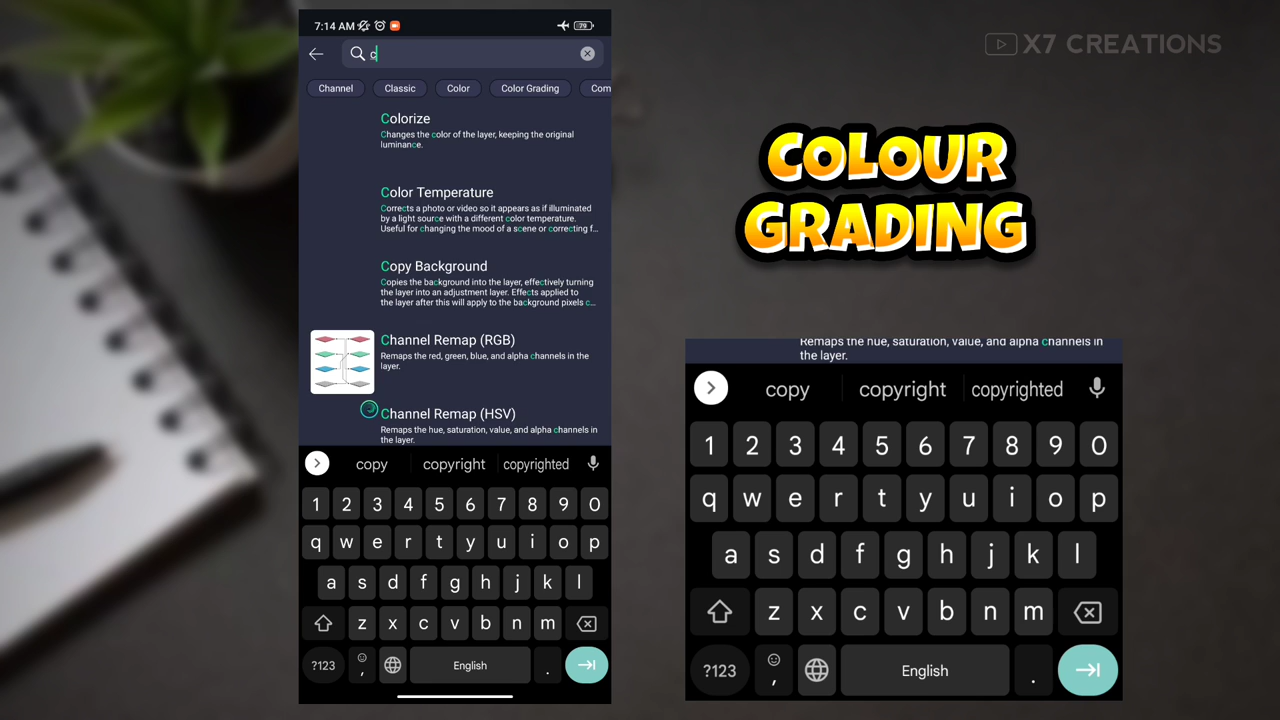 7:14 AM
79
c
Channel
Classic
Color
Color Grading
Com
Colorize
Changes the color of the layer, keeping the original
luminance.
Color Temperature
Corrects a photo or video so it appears as if illuminated
by a light source with a different color temperature.
Useful for changing the mood of a scene or correcting f...
Copy Background
Copies the background into the layer, effectively turning
the layer into an adjustment layer. Effects applied to
the layer after this will apply to the background pixels c...
Channel Remap (RGB)
Remaps the red, green, blue, and alpha channels in the
layer.
Channel Remap (HSV)
Remaps the hue, saturation, value, and alpha channels in
the layer.
copy copyright copyrighted
1 2 3 4 5 6 7 8 9 0
q w e r t y u i o p
a s d f g h j k l
z x c v b n m
?123 , English .
X7 CREATIONS
COLOUR
GRADING
Remaps the hue, saturation, value, and alpha channels in
the layer.
copy copyright copyrighted
1 2 3 4 5 6 7 8 9 0
q w e r t y u i o p
a s d f g h j k l
z x c v b n m
?123 , English .